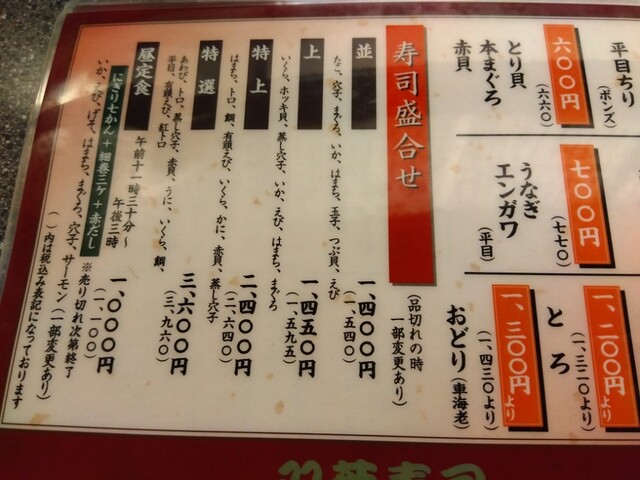 平目ちり
(ポンズ)
六〇〇円
(六六〇)
とり貝
本まぐろ
赤貝
七〇〇円
(七七〇)
うなぎ
エンガワ
(平目)
一、二〇〇円より
(一、三二〇より)
とろ
一、三〇〇円より
(一、四三〇より)
おどり(車海老)
寿司盛合せ
(品切れの時
一部変更あり)
並
一、四〇〇円
(一、五四〇)
たこ、穴子、まぐろ、いか、はまち、玉子、つぶ貝、えび
上
一、四五〇円
(一、五九五)
いくら、ホッキ貝、蒸し穴子、いか、えび、はまち、まぐろ
特上
二、四〇〇円
(二、六四〇)
はまち、トロ、鯛、有頭えび、いくら、かに、赤貝、蒸し穴子
特選
三、六〇〇円
(三、九六〇)
あわび、トロ、蒸し穴子、赤貝、うに、いくら、鯛、
平目、有頭えび、紅トロ
昼定食
午前十一時三十分〜
午後三時
一、〇〇〇円
(一、一〇〇)
にぎり七かん+細巻三ケ+赤だし
※売り切れ次第終了
いか、えび、げそ、はまち、まぐろ、穴子、サーモン(一部変更あり)
( )内は税込み表記になっております